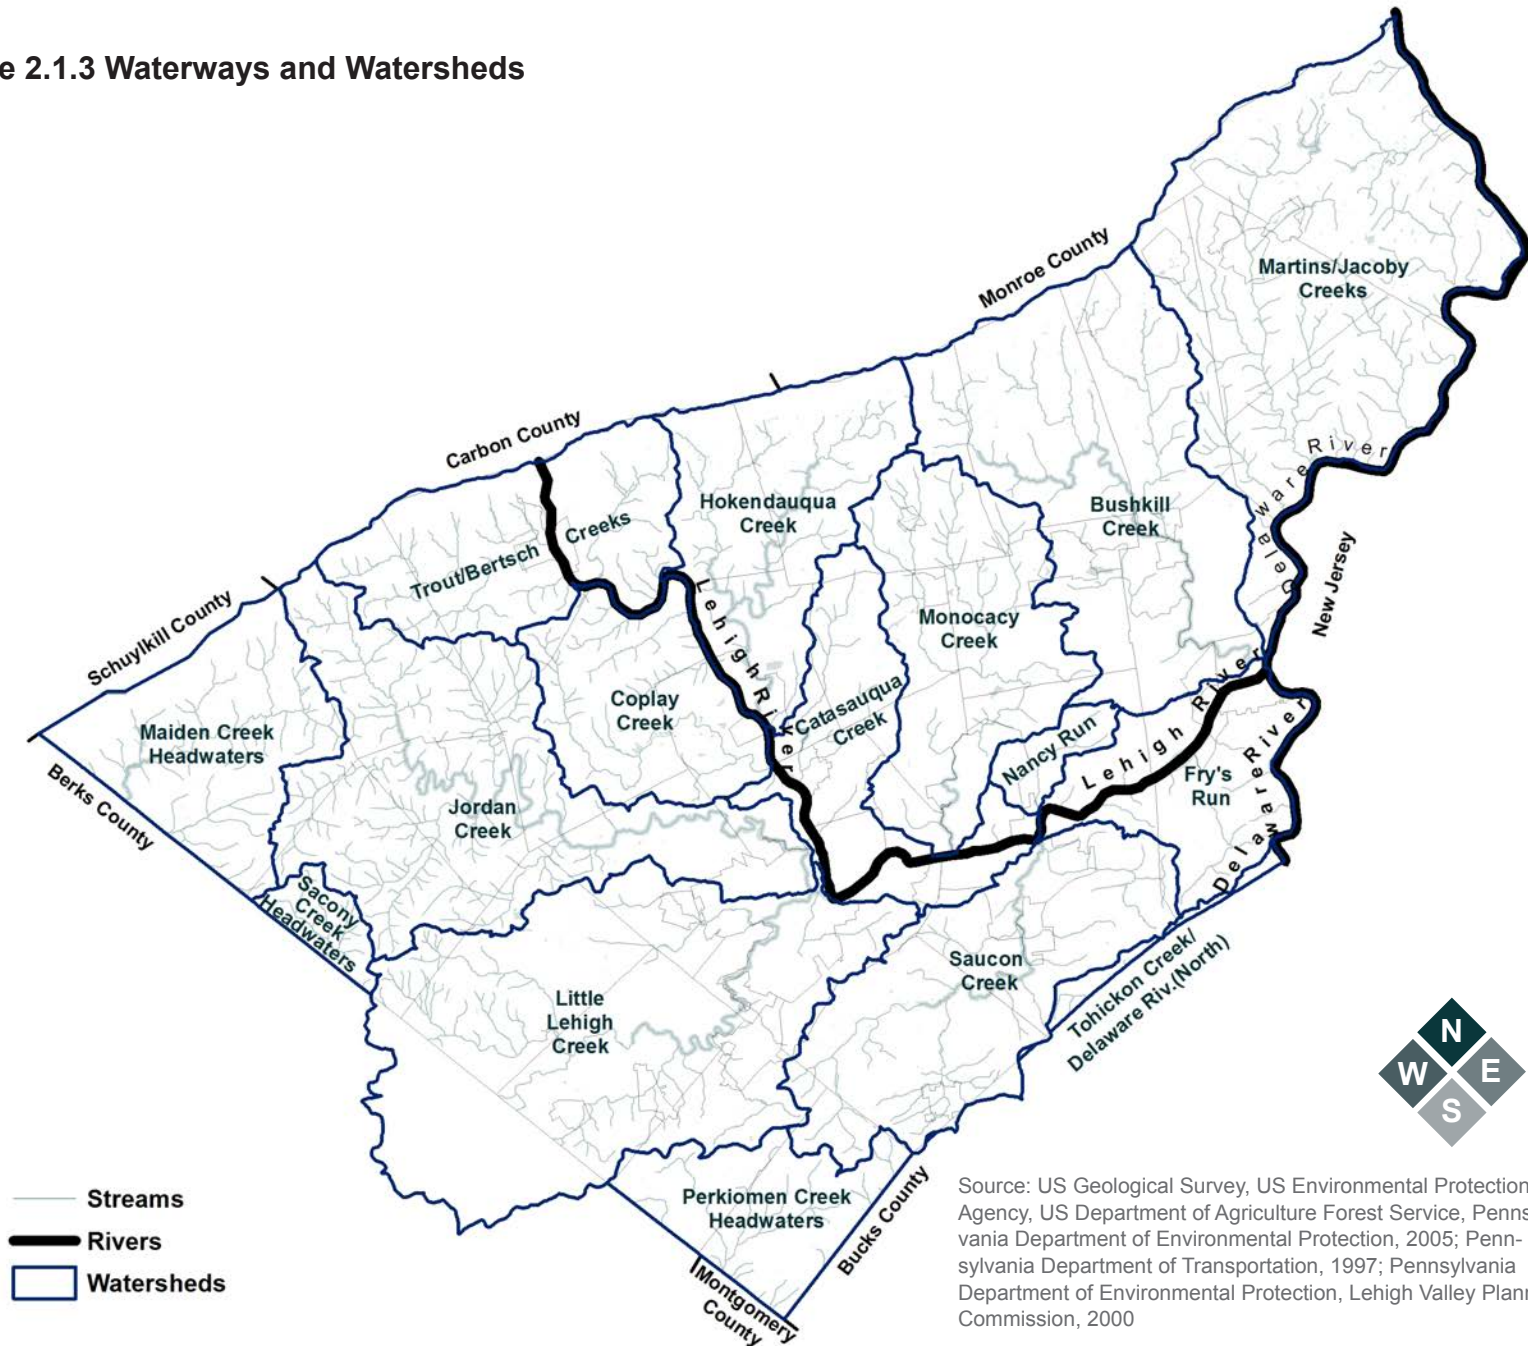 e 2.1.3 Waterways and Watersheds
Monroe County
Martins/Jacoby
Creeks
Carbon County
Delaware River
Hokendauqua
Creek
Bushkill
Creek
Creeks
Trout/Bertsch
New Jersey
Schuylkill County
Lehigh River
Monocacy
Creek
Coplay
Creek
Catasauqua
Creek
Maiden Creek
Headwaters
Nancy Run
Lehigh River
Fry's
Run
Berks County
Jordan
Creek
Delaware River
Sacony
Creek
Headwaters
Saucon
Creek
Tohickon Creek/
Delaware Riv.(North)
Little
Lehigh
Creek
N
W E
S
Perkiomen Creek
Headwaters
Bucks County
Montgomery
County
Streams
Rivers
Watersheds
Source: US Geological Survey, US Environmental Protection
Agency, US Department of Agriculture Forest Service, Penns
vania Department of Environmental Protection, 2005; Penn-
sylvania Department of Transportation, 1997; Pennsylvania
Department of Environmental Protection, Lehigh Valley Plann
Commission, 2000